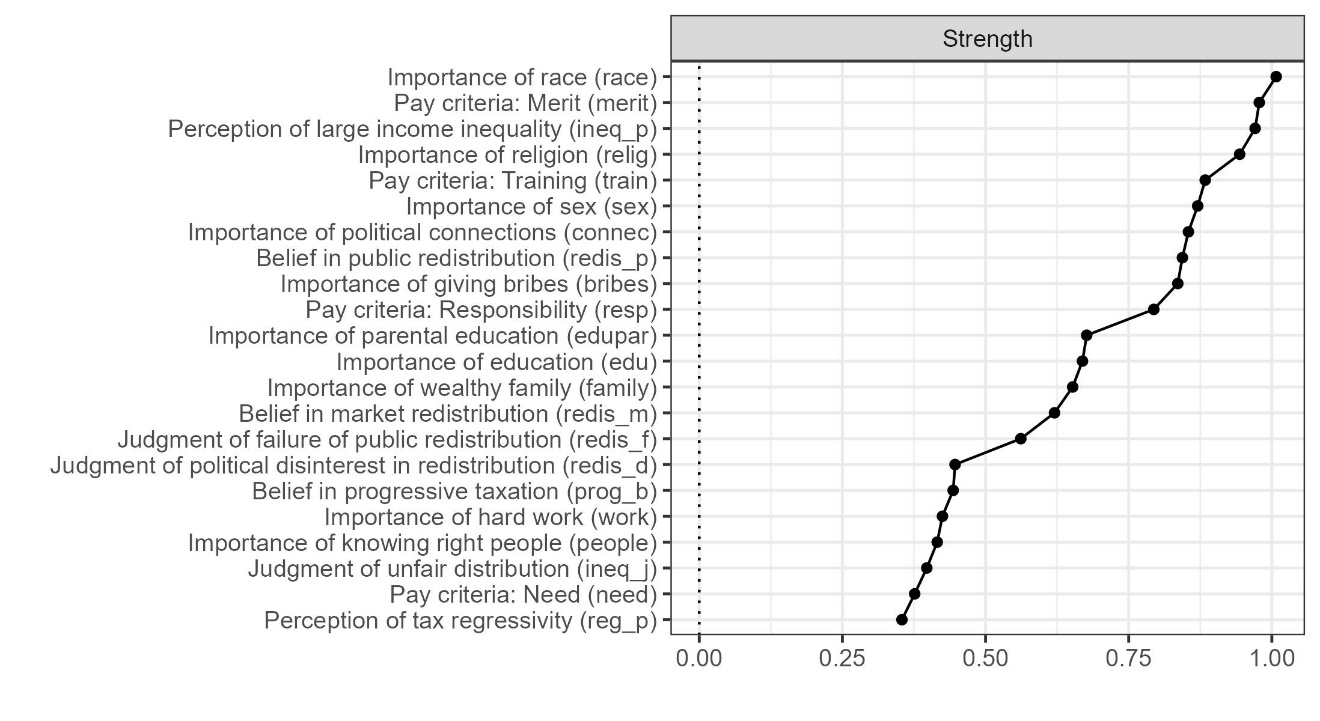 Strength
Importance of race (race)
Pay criteria: Merit (merit)
Perception of large income inequality (ineq_p)
Importance of religion (relig)
Pay criteria: Training (train)
Importance of sex (sex)
Importance of political connections (connec)
Belief in public redistribution (redis_p)
Importance of giving bribes (bribes)
Pay criteria: Responsibility (resp)
Importance of parental education (edupar)
Importance of education (edu)
Importance of wealthy family (family)
Belief in market redistribution (redis_m)
Judgment of failure of public redistribution (redis_f)
Judgment of political disinterest in redistribution (redis_d)
Belief in progressive taxation (prog_b)
Importance of hard work (work)
Importance of knowing right people (people)
Judgment of unfair distribution (ineq_j)
Pay criteria: Need (need)
Perception of tax regressivity (reg_p)
0.00 0.25 0.50 0.75 1.00